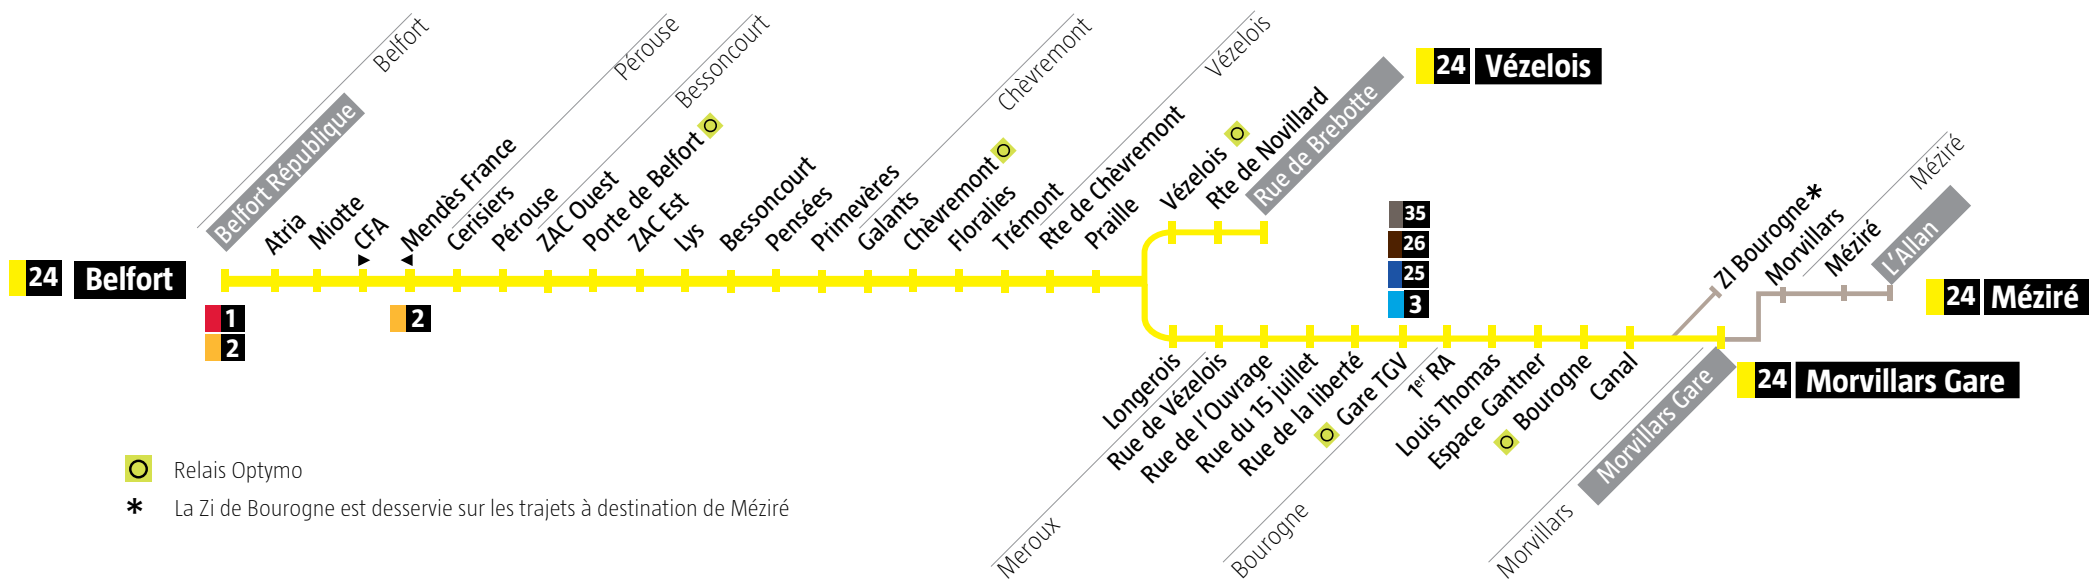 24 Belfort
Belfort
Belfort République
Atria
Miotte
CFA
Mendès France
Pérouse
Cerisiers
Pérouse
Bessoncourt
ZAC Ouest
Porte de Belfort
ZAC Est
Lys
Bessoncourt
Pensées
Primevères
Chèvremont
Galants
Chèvremont
Floralies
Trémont
Vézelois
Rte de Chèvremont
Praille
Vézelois
Rte de Novillard
Rue de Brebotte
24 Vézelois
1
2
2
35
26
25
3
Longerois
Meroux
Rue de Vézelois
Rue de l'Ouvrage
Rue du 15 juillet
Rue de la liberté
Gare TGV
Bourogne
1er RA
Louis Thomas
Espace Gantner
Bourogne
Canal
Morvillars
Morvillars Gare
24 Morvillars Gare
ZI Bourogne*
Morvillars
Méziré
Méziré
L'Allan
24 Méziré
Relais Optymo
* La Zi de Bourogne est desservie sur les trajets à destination de Méziré